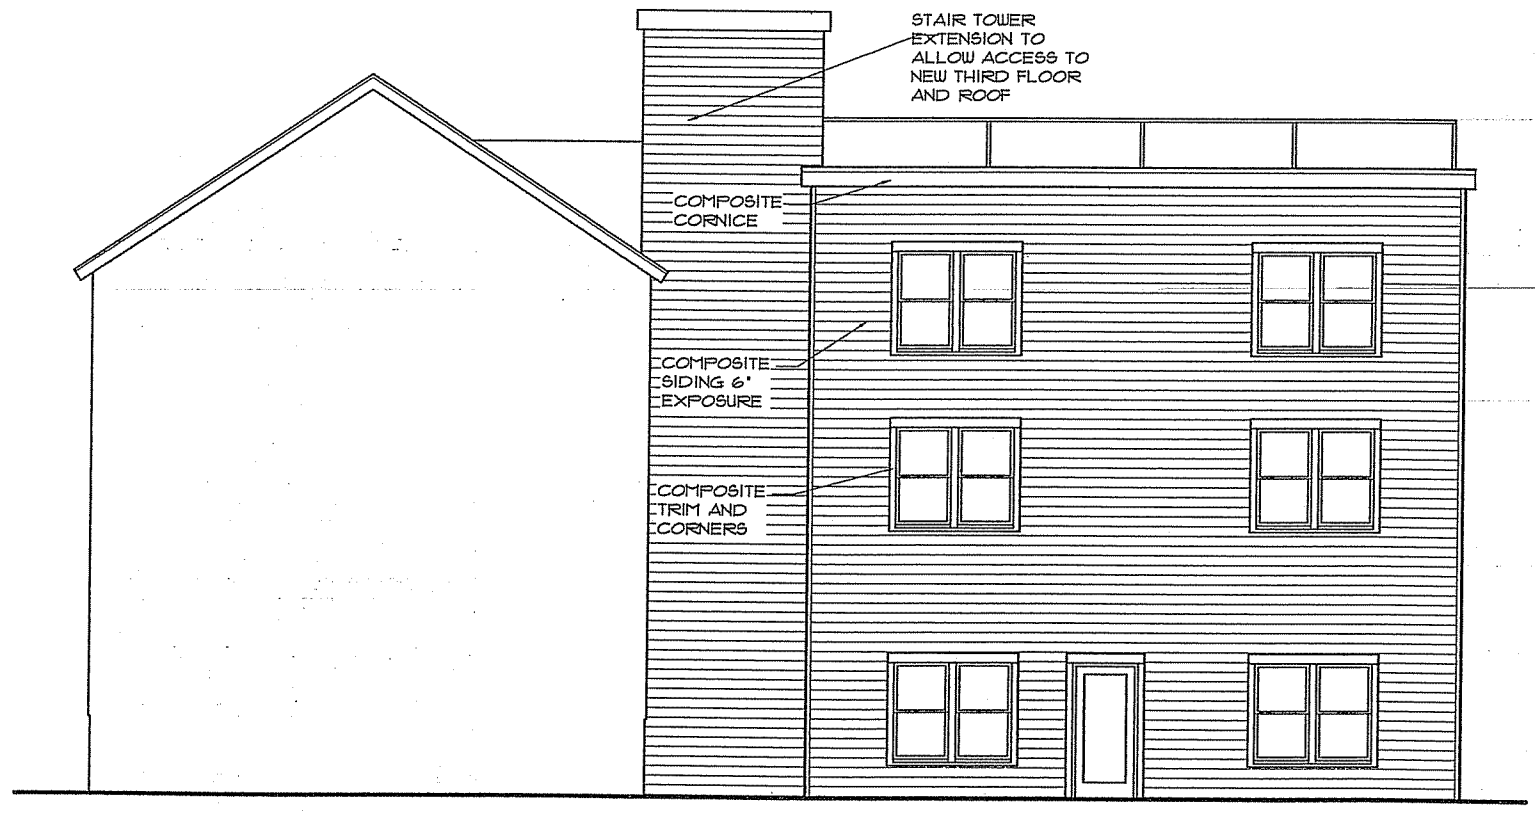 STAIR TOWER
EXTENSION TO
ALLOW ACCESS TO
NEW THIRD FLOOR
AND ROOF
COMPOSITE
CORNICE
COMPOSITE
SIDING 6"
EXPOSURE
COMPOSITE
TRIM AND
CORNERS